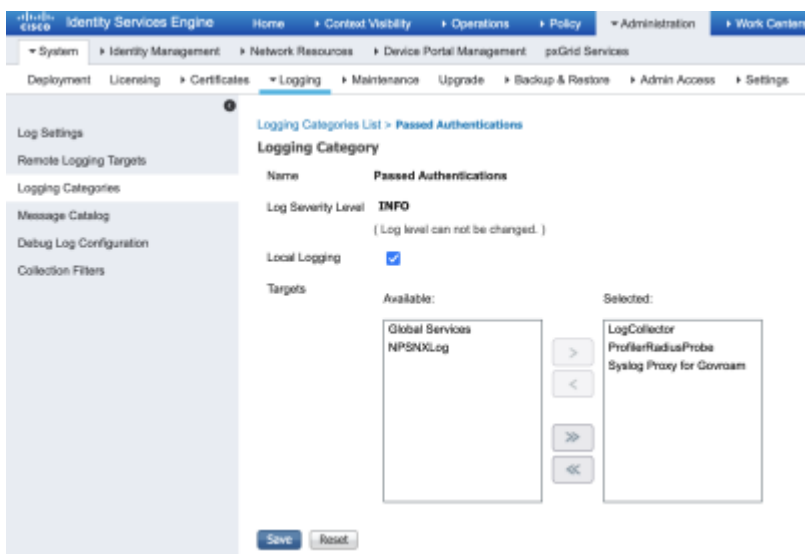 cisco Identity Services Engine Home Context Visibility Operations Policy Administration Work Centers
System Identity Management Network Resources Device Portal Management pxGrid Services
Deployment Licensing Certificates Logging Maintenance Upgrade Backup & Restore Admin Access Settings
Log Settings
Remote Logging Targets
Logging Categories
Message Catalog
Debug Log Configuration
Collection Filters
Logging Categories List > Passed Authentications
Logging Category
Name Passed Authentications
Log Severity Level INFO
( Log level can not be changed. )
Local Logging
Targets
Available: Selected:
Global Services
NPSNXLog
LogCollector
ProfilerRadiusProbe
Syslog Proxy for Govroam
Save Reset